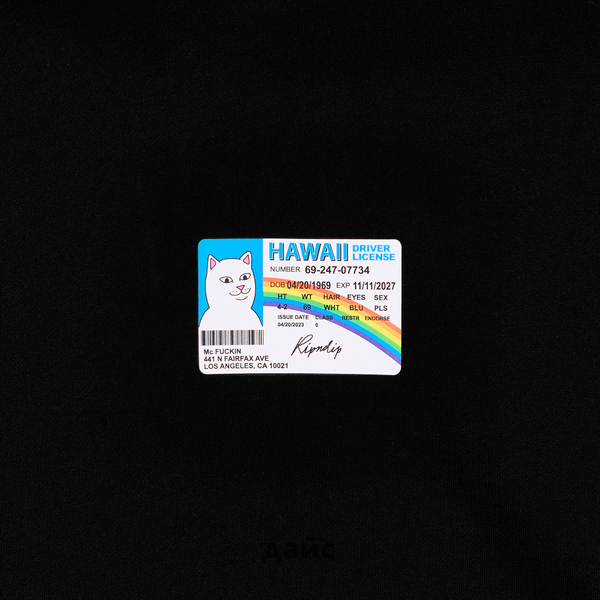 HAWAII DRIVER LICENSE
NUMBER 69-247-07734
DOB 04/20/1969 EXP 11/11/2027
HT WT HAIR EYES SEX
4-2 69 WHT BLU PLS
ISSUE DATE CLASS RESTR ENDORSE
04/20/2023 0
Ripndip
Mc FUCKIN
441 N FAIRFAX AVE
LOS ANGELES, CA 10021
дайс